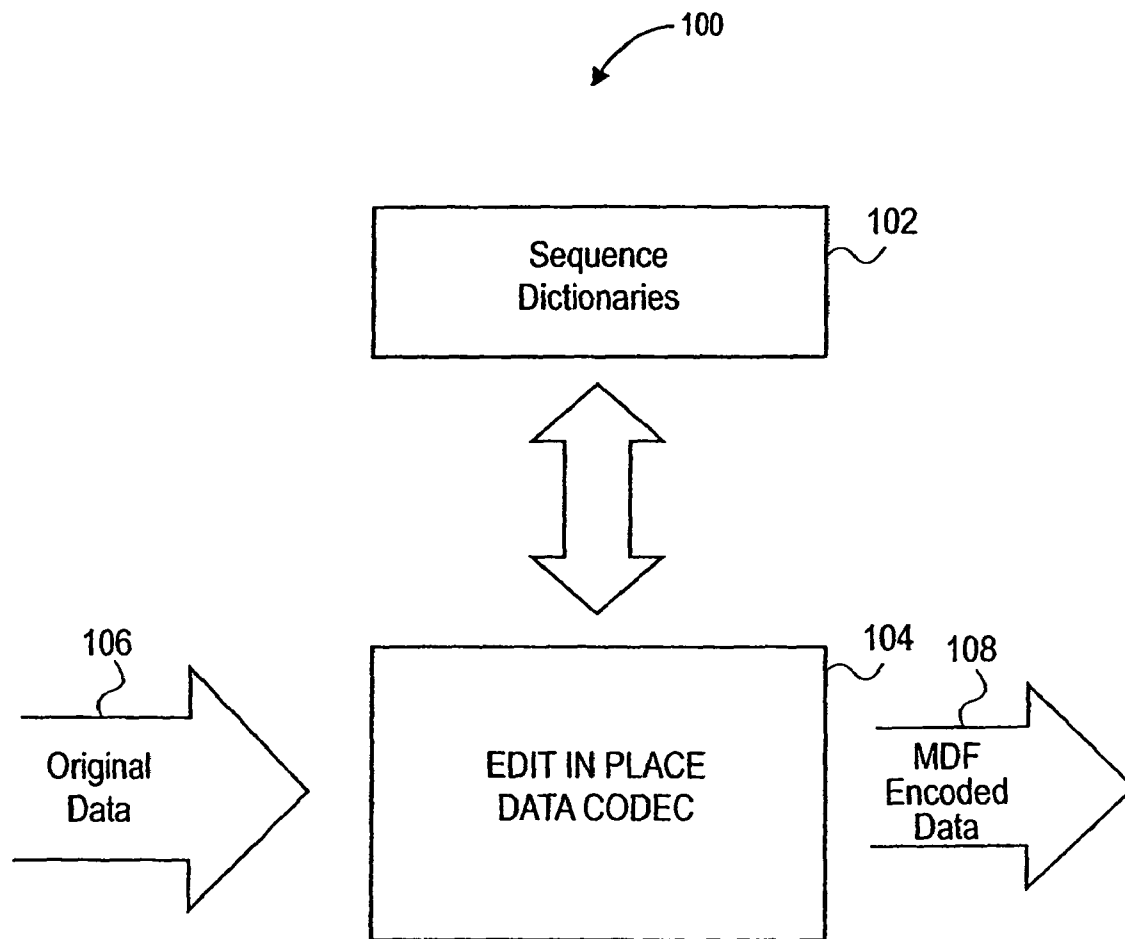 100
102
Sequence
Dictionaries
106
104
108
Original
Data
EDIT IN PLACE
DATA CODEC
MDF
Encoded
Data